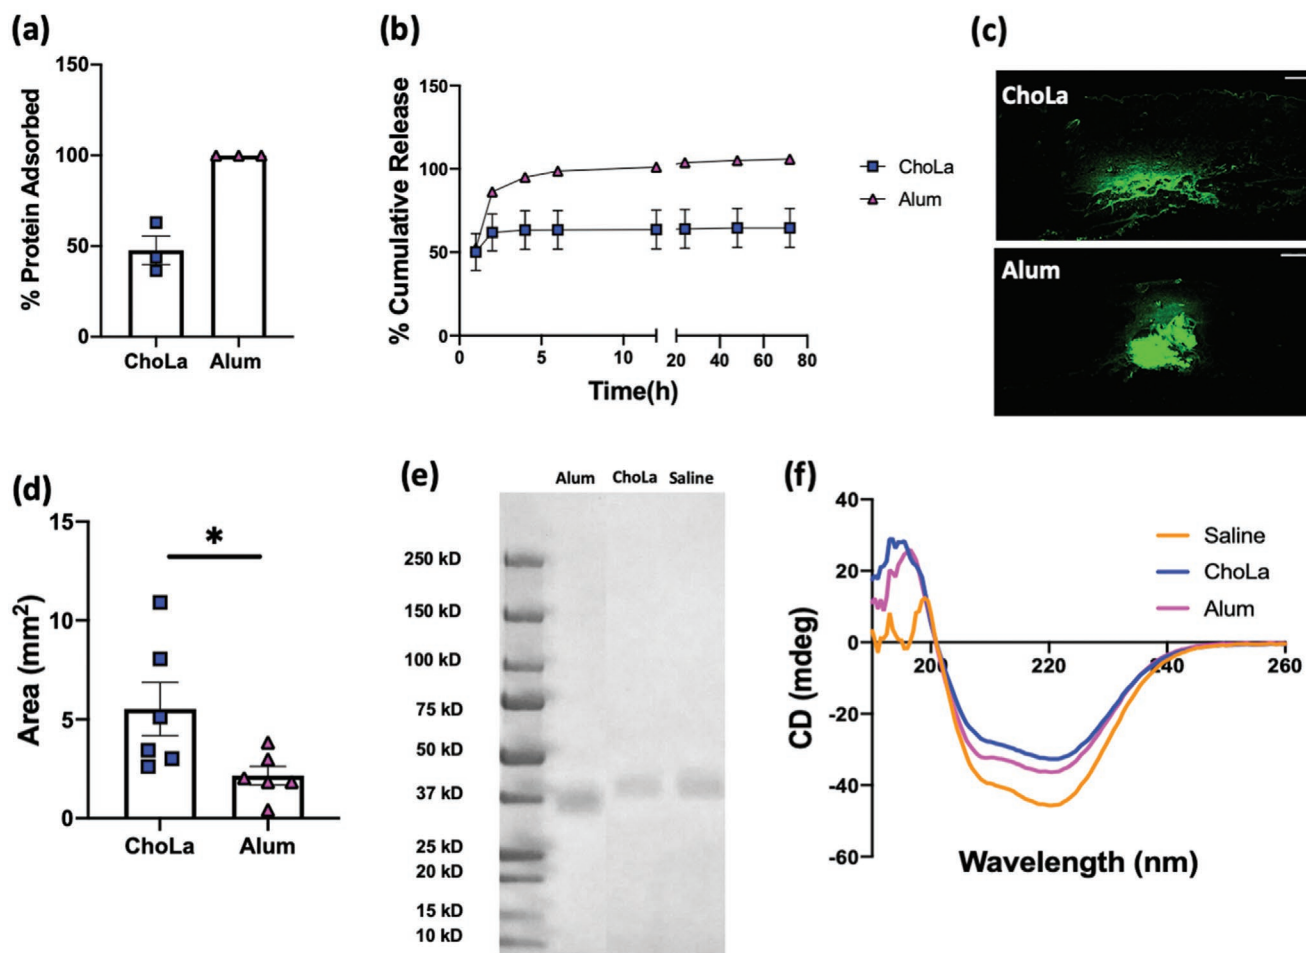 (a)
150
100
50
0
% Protein Adsorbed
ChoLa
Alum
(b)
150
100
50
0
% Cumulative Release
0
5
10
20
40
60
80
Time(h)
ChoLa
Alum
(c)
ChoLa
Alum
(d)
15
10
5
0
Area (mm²)
*
ChoLa
Alum
(e)
Alum ChoLa Saline
250 kD
150 kD
100 kD
75 kD
50 kD
37 kD
25 kD
20 kD
15 kD
10 kD
(f)
40
20
0
-20
-40
-60
CD (mdeg)
200
220
240
260
Wavelength (nm)
Saline
ChoLa
Alum